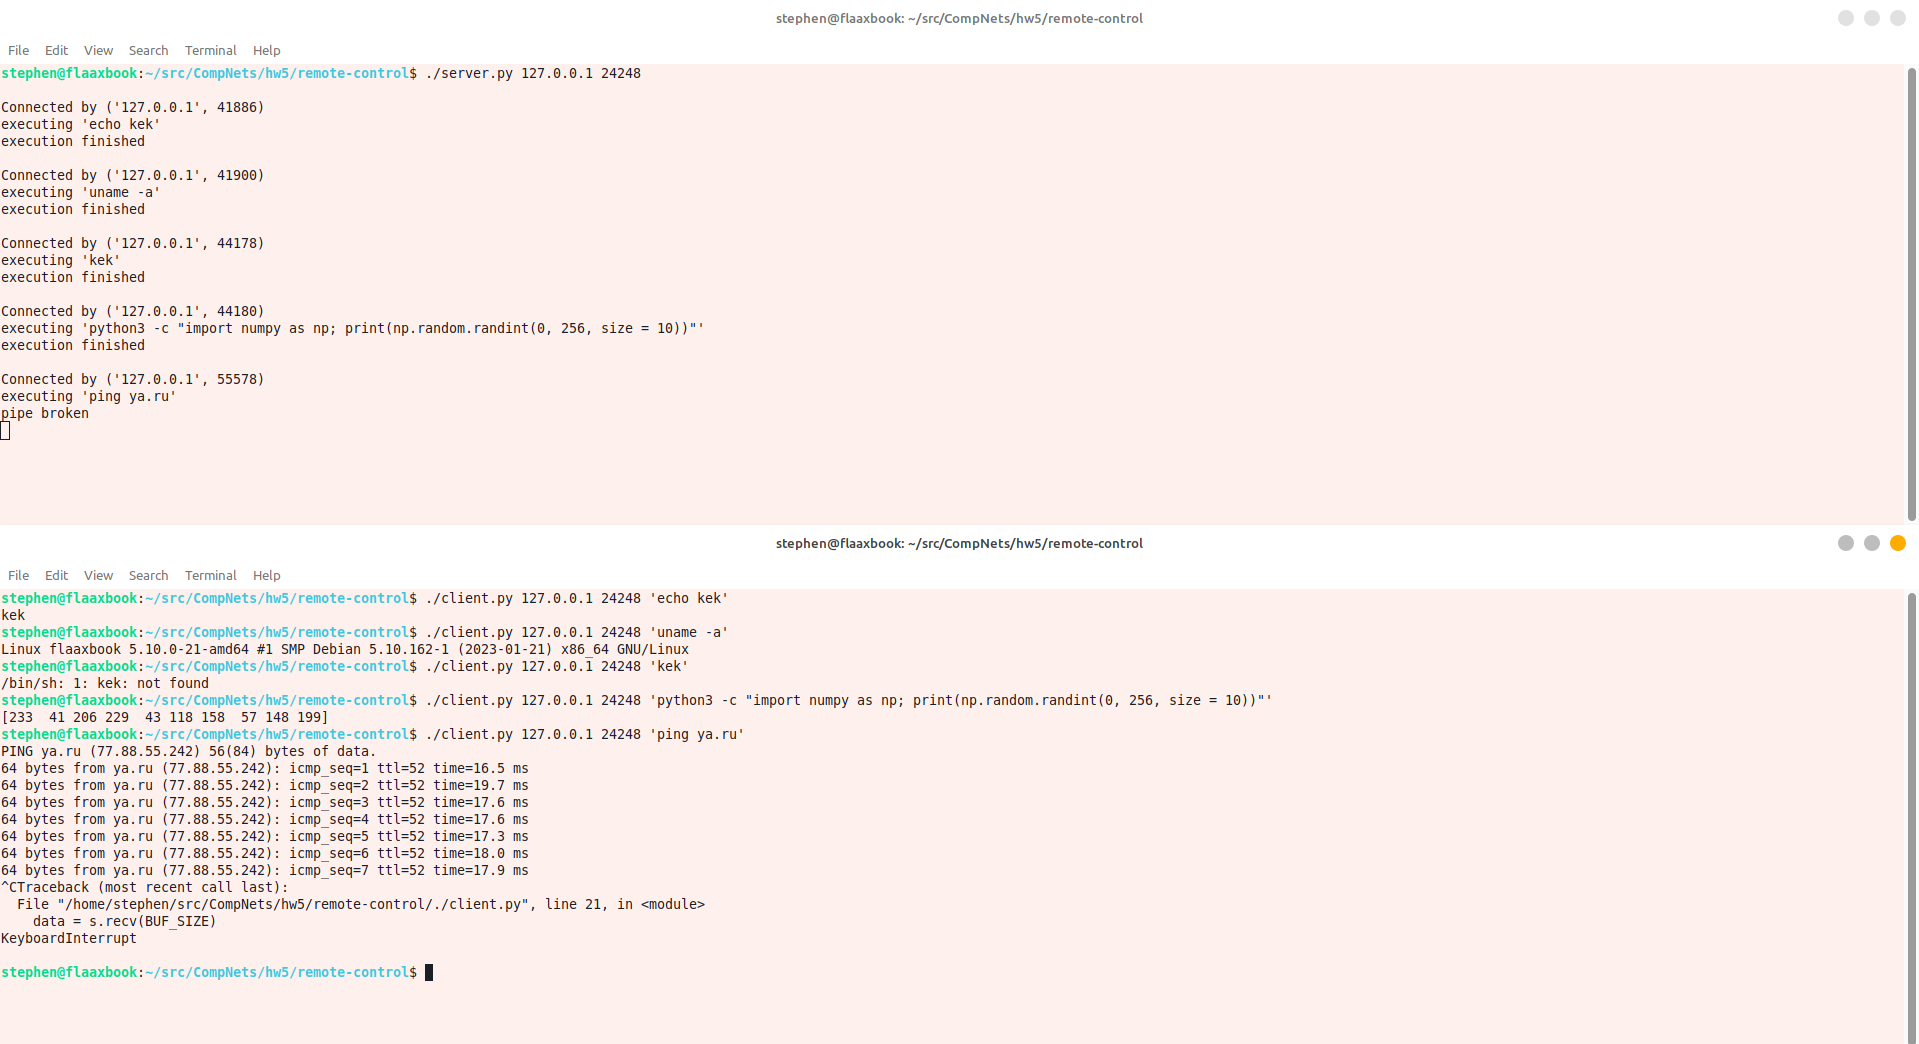 stephen@flaaxbook: ~/src/CompNets/hw5/remote-control
File Edit View Search Terminal Help
stephen@flaaxbook:~/src/CompNets/hw5/remote-control$ ./server.py 127.0.0.1 24248
Connected by ('127.0.0.1', 41886)
executing 'echo kek'
execution finished
Connected by ('127.0.0.1', 41900)
executing 'uname -a'
execution finished
Connected by ('127.0.0.1', 44178)
executing 'kek'
execution finished
Connected by ('127.0.0.1', 44180)
executing 'python3 -c "import numpy as np; print(np.random.randint(0, 256, size = 10))"'
execution finished
Connected by ('127.0.0.1', 55578)
executing 'ping ya.ru'
pipe broken
stephen@flaaxbook: ~/src/CompNets/hw5/remote-control
File Edit View Search Terminal Help
stephen@flaaxbook:~/src/CompNets/hw5/remote-control$ ./client.py 127.0.0.1 24248 'echo kek'
kek
stephen@flaaxbook:~/src/CompNets/hw5/remote-control$ ./client.py 127.0.0.1 24248 'uname -a'
Linux flaaxbook 5.10.0-21-amd64 #1 SMP Debian 5.10.162-1 (2023-01-21) x86_64 GNU/Linux
stephen@flaaxbook:~/src/CompNets/hw5/remote-control$ ./client.py 127.0.0.1 24248 'kek'
/bin/sh: 1: kek: not found
stephen@flaaxbook:~/src/CompNets/hw5/remote-control$ ./client.py 127.0.0.1 24248 'python3 -c "import numpy as np; print(np.random.randint(0, 256, size = 10))"'
[233  41 206 229  43 118 158  57 148 199]
stephen@flaaxbook:~/src/CompNets/hw5/remote-control$ ./client.py 127.0.0.1 24248 'ping ya.ru'
PING ya.ru (77.88.55.242) 56(84) bytes of data.
64 bytes from ya.ru (77.88.55.242): icmp_seq=1 ttl=52 time=16.5 ms
64 bytes from ya.ru (77.88.55.242): icmp_seq=2 ttl=52 time=19.7 ms
64 bytes from ya.ru (77.88.55.242): icmp_seq=3 ttl=52 time=17.6 ms
64 bytes from ya.ru (77.88.55.242): icmp_seq=4 ttl=52 time=17.6 ms
64 bytes from ya.ru (77.88.55.242): icmp_seq=5 ttl=52 time=17.3 ms
64 bytes from ya.ru (77.88.55.242): icmp_seq=6 ttl=52 time=18.0 ms
64 bytes from ya.ru (77.88.55.242): icmp_seq=7 ttl=52 time=17.9 ms
^CTraceback (most recent call last):
  File "/home/stephen/src/CompNets/hw5/remote-control/./client.py", line 21, in <module>
    data = s.recv(BUF_SIZE)
KeyboardInterrupt
stephen@flaaxbook:~/src/CompNets/hw5/remote-control$